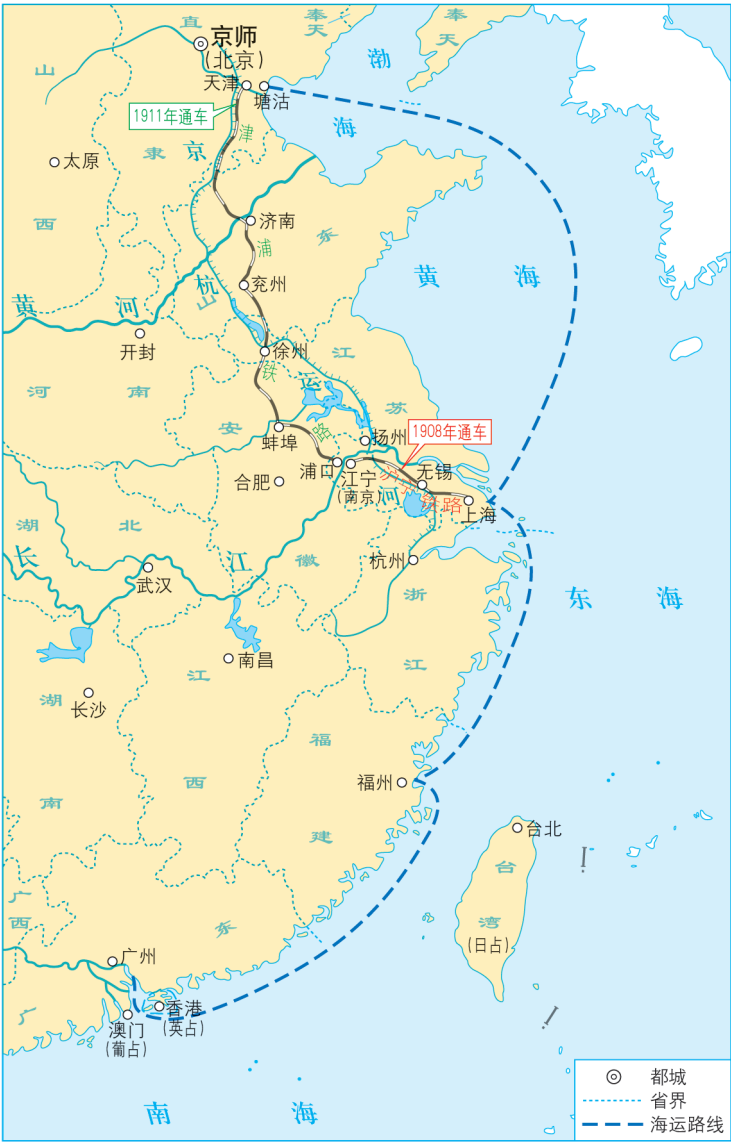 直
奉天
奉天
京师
(北京)
渤
海
山
天津
塘沽
1911年通车
津
京
隶
太原
西
济南
东
浦
黄 海
兖州
杭
山
黄 河
开封
徐州
江
铁
运
河 南
苏
安
路
蚌埠
扬州
1908年通车
浦口
江宁
(南京)
无锡
沪宁铁路
河
上海
合肥
湖 北
长 江
徽
杭州
武汉
浙
东 海
江
南昌
江
湖
长沙
福
西
福州
南
建
台北
台
湾
(日占)
广
西
东
广州
广
香港
(英占)
澳门
(葡占)
南 海
都城
省界
海运路线